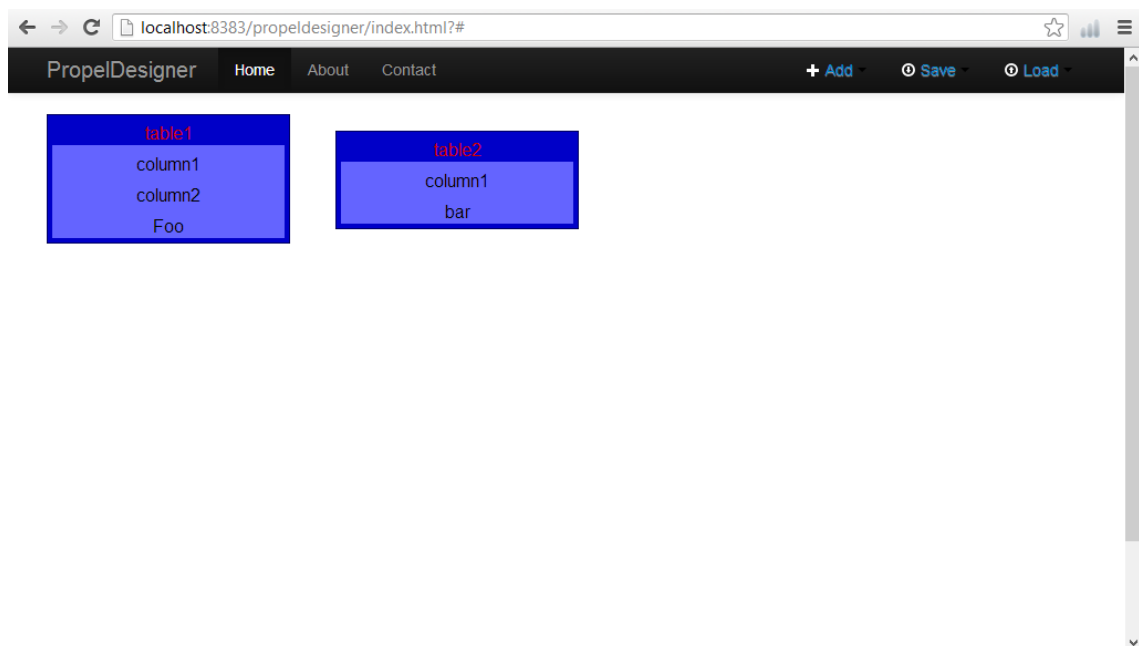 localhost:8383/propeldesigner/index.html?#
PropelDesigner Home About Contact Add Save Load
table1
column1
column2
Foo
table2
column1
bar